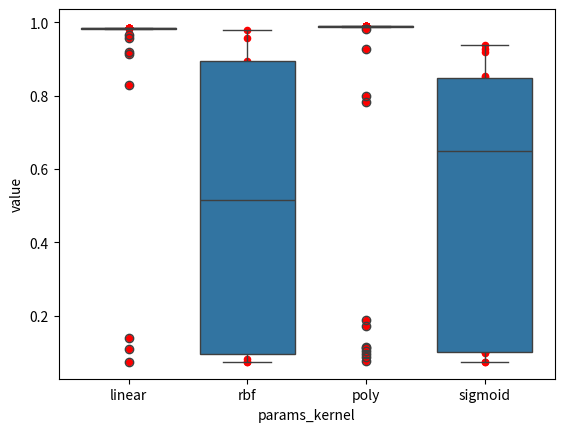 1.0
0.8
0.6
0.4
0.2
value
linear
rbf
poly
sigmoid
params_kernel